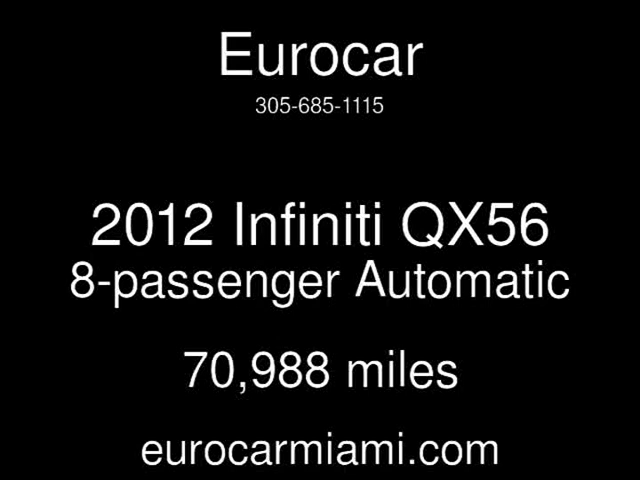 Eurocar
305-685-1115
2012 Infiniti QX56
8-passenger Automatic
70,988 miles
eurocarmiami.com